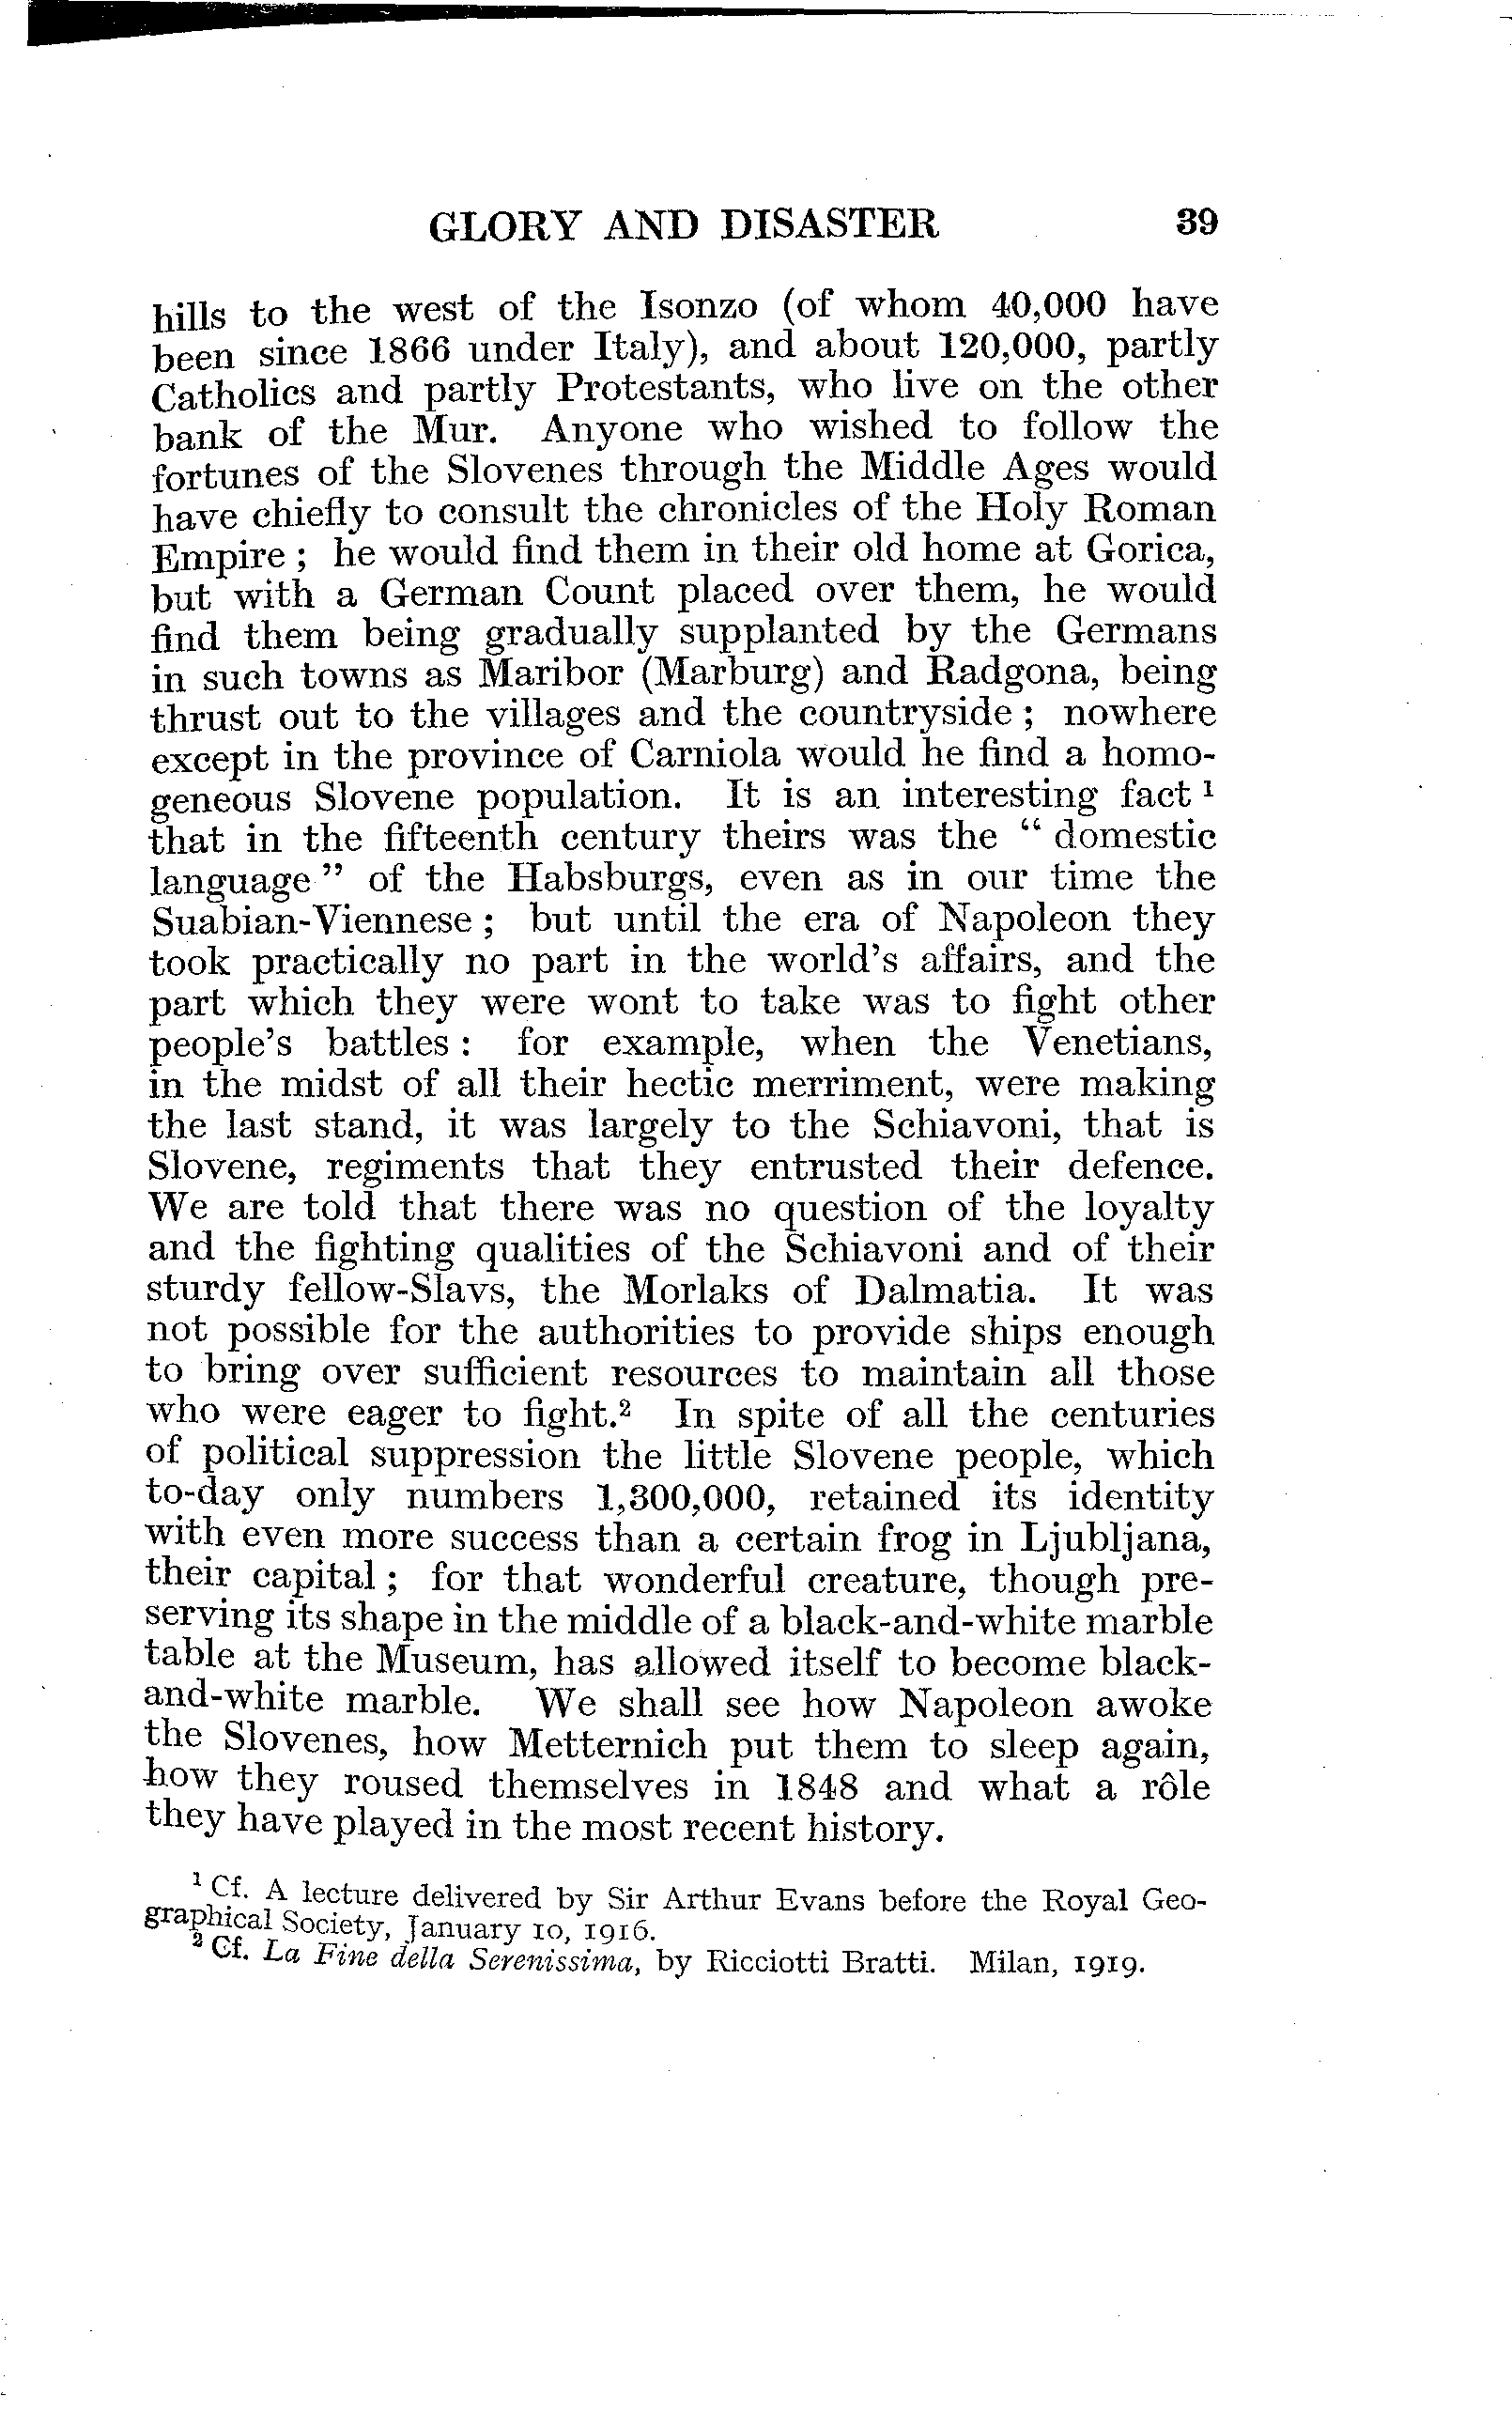 GLORY AND DISASTER 39
hills to the west of the Isonzo (of whom 40,000 have
been since 1866 under Italy), and about 120,000, partly
Catholics and partly Protestants, who live on the other
bank of the Mur. Anyone who wished to follow the
fortunes of the Slovenes through the Middle Ages would
have chiefly to consult the chronicles of the Holy Roman
Empire ; he would find them in their old home at Gorica,
but with a German Count placed over them, he would
find them being gradually supplanted by the Germans
in such towns as Maribor (Marburg) and Radgona, being
thrust out to the villages and the countryside ; nowhere
except in the province of Carniola would he find a homo-
geneous Slovene population. It is an interesting fact ¹
that in the fifteenth century theirs was the “ domestic
language ” of the Habsburgs, even as in our time the
Suabian-Viennese ; but until the era of Napoleon they
took practically no part in the world's affairs, and the
part which they were wont to take was to fight other
people's battles : for example, when the Venetians,
in the midst of all their hectic merriment, were making
the last stand, it was largely to the Schiavoni, that is
Slovene, regiments that they entrusted their defence.
We are told that there was no question of the loyalty
and the fighting qualities of the Schiavoni and of their
sturdy fellow-Slavs, the Morlaks of Dalmatia. It was
not possible for the authorities to provide ships enough
to bring over sufficient resources to maintain all those
who were eager to fight.² In spite of all the centuries
of political suppression the little Slovene people, which
to-day only numbers 1,300,000, retained its identity
with even more success than a certain frog in Ljubljana,
their capital ; for that wonderful creature, though pre-
serving its shape in the middle of a black-and-white marble
table at the Museum, has allowed itself to become black-
and-white marble. We shall see how Napoleon awoke
the Slovenes, how Metternich put them to sleep again,
how they roused themselves in 1848 and what a rôle
they have played in the most recent history.
¹ Cf. A lecture delivered by Sir Arthur Evans before the Royal Geo-
graphical Society, January 10, 1916.
² Cf. La Fine della Serenissima, by Ricciotti Bratti. Milan, 1919.